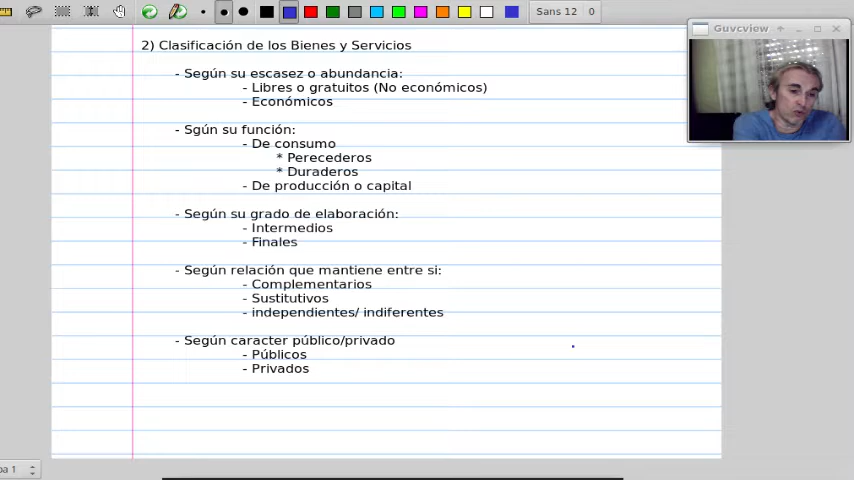 Sans 12 0
Guvcview
2) Clasificación de los Bienes y Servicios
- Según su escasez o abundancia:
- Libres o gratuitos (No económicos)
- Económicos
- Sgún su función:
- De consumo
* Perecederos
* Duraderos
- De producción o capital
- Según su grado de elaboración:
- Intermedios
- Finales
- Según relación que mantiene entre si:
- Complementarios
- Sustitutivos
- independientes/ indiferentes
- Según caracter público/privado
- Públicos
- Privados